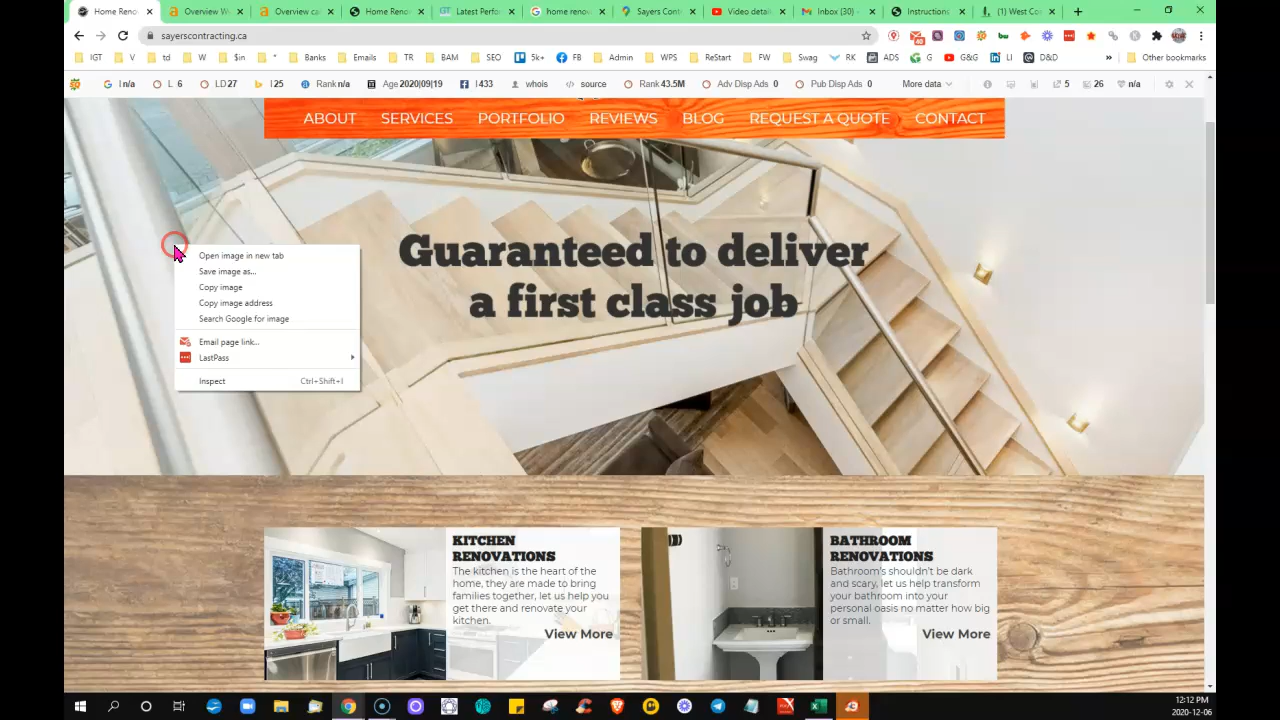 Home Reno
Overview W
Overview ca
Home Reno
Latest Perfo
home renov
Sayers Cont
Video detail
Inbox (30) -
Instructions
(1) West Co
sayerscontracting.ca
40
IGT
V
td
W
$in
*
Banks
Emails
TR
BAM
SEO
5k+
FB
Admin
WPS
ReStart
FW
Swag
RK
ADS
G
G&G
LI
D&D
»
Other bookmarks
I n/a
L 6
LD 27
I 25
Rank n/a
Age 2020|09|19
I 433
whois
source
Rank 43.5M
Adv Disp Ads 0
Pub Disp Ads 0
More data
5
26
n/a
ABOUT
SERVICES
PORTFOLIO
REVIEWS
BLOG
REQUEST A QUOTE
CONTACT
Guaranteed to deliver
a first class job
Open image in new tab
Save image as...
Copy image
Copy image address
Search Google for image
Email page link...
LastPass
Inspect Ctrl+Shift+I
KITCHEN
RENOVATIONS
The kitchen is the heart of the
home, they are made to bring
families together, let us help you
get there and renovate your
kitchen.
View More
BATHROOM
RENOVATIONS
Bathroom's shouldn't be dark
and scary, let us help transform
your bathroom into your
personal oasis no matter how big
or small.
View More
12:12 PM
2020-12-06